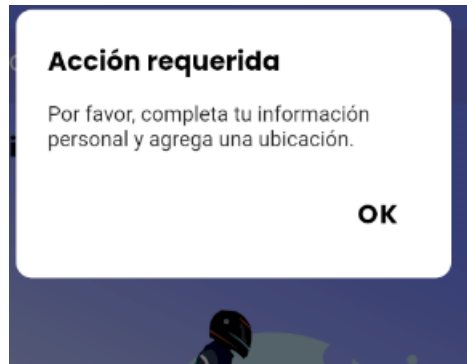 Acción requerida
Por favor, completa tu información
personal y agrega una ubicación.
OK